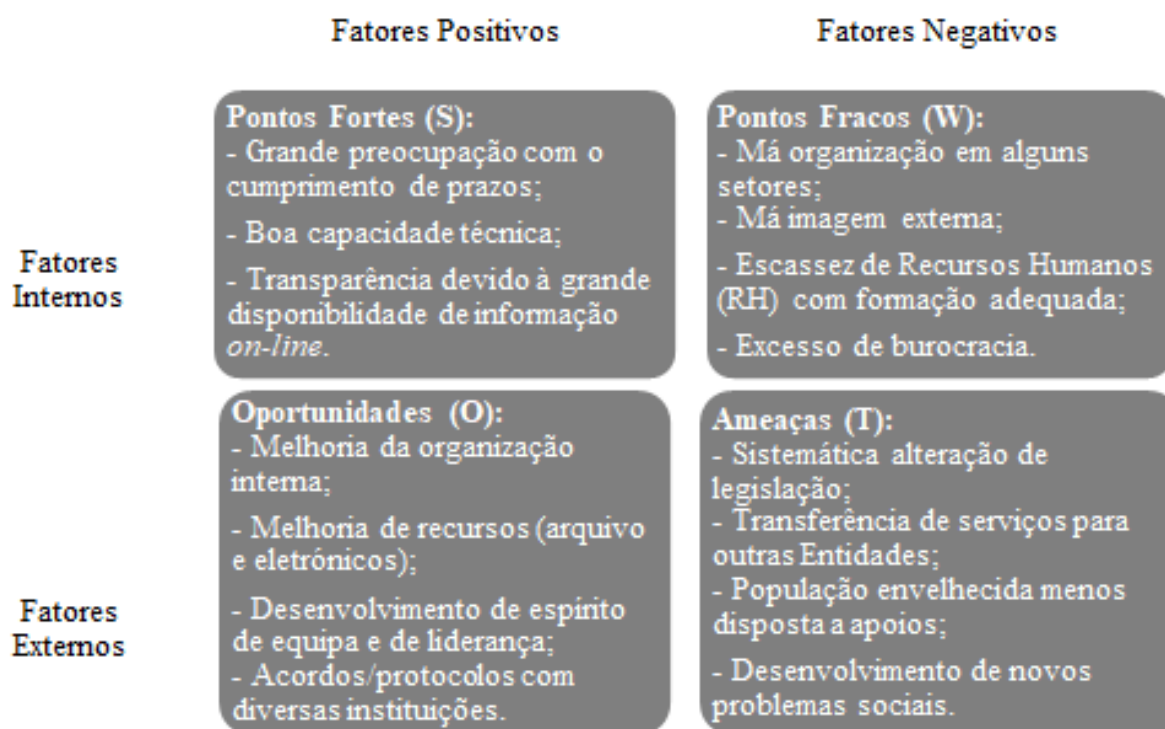 Fatores Positivos
Fatores Negativos
Fatores
Internos
Pontos Fortes (S):
- Grande preocupação com o
cumprimento de prazos;
- Boa capacidade técnica;
- Transparência devido à grande
disponibilidade de informação
on-line.
Pontos Fracos (W):
- Má organização em alguns
setores;
- Má imagem externa;
- Escassez de Recursos Humanos
(RH) com formação adequada;
- Excesso de burocracia.
Fatores
Externos
Oportunidades (O):
- Melhoria da organização
interna;
- Melhoria de recursos (arquivo
e eletrónicos);
- Desenvolvimento de espírito
de equipa e de liderança;
- Acordos/protocolos com
diversas instituições.
Ameaças (T):
- Sistemática alteração de
legislação;
- Transferência de serviços para
outras Entidades;
- População envelhecida menos
disposta a apoios;
- Desenvolvimento de novos
problemas sociais.